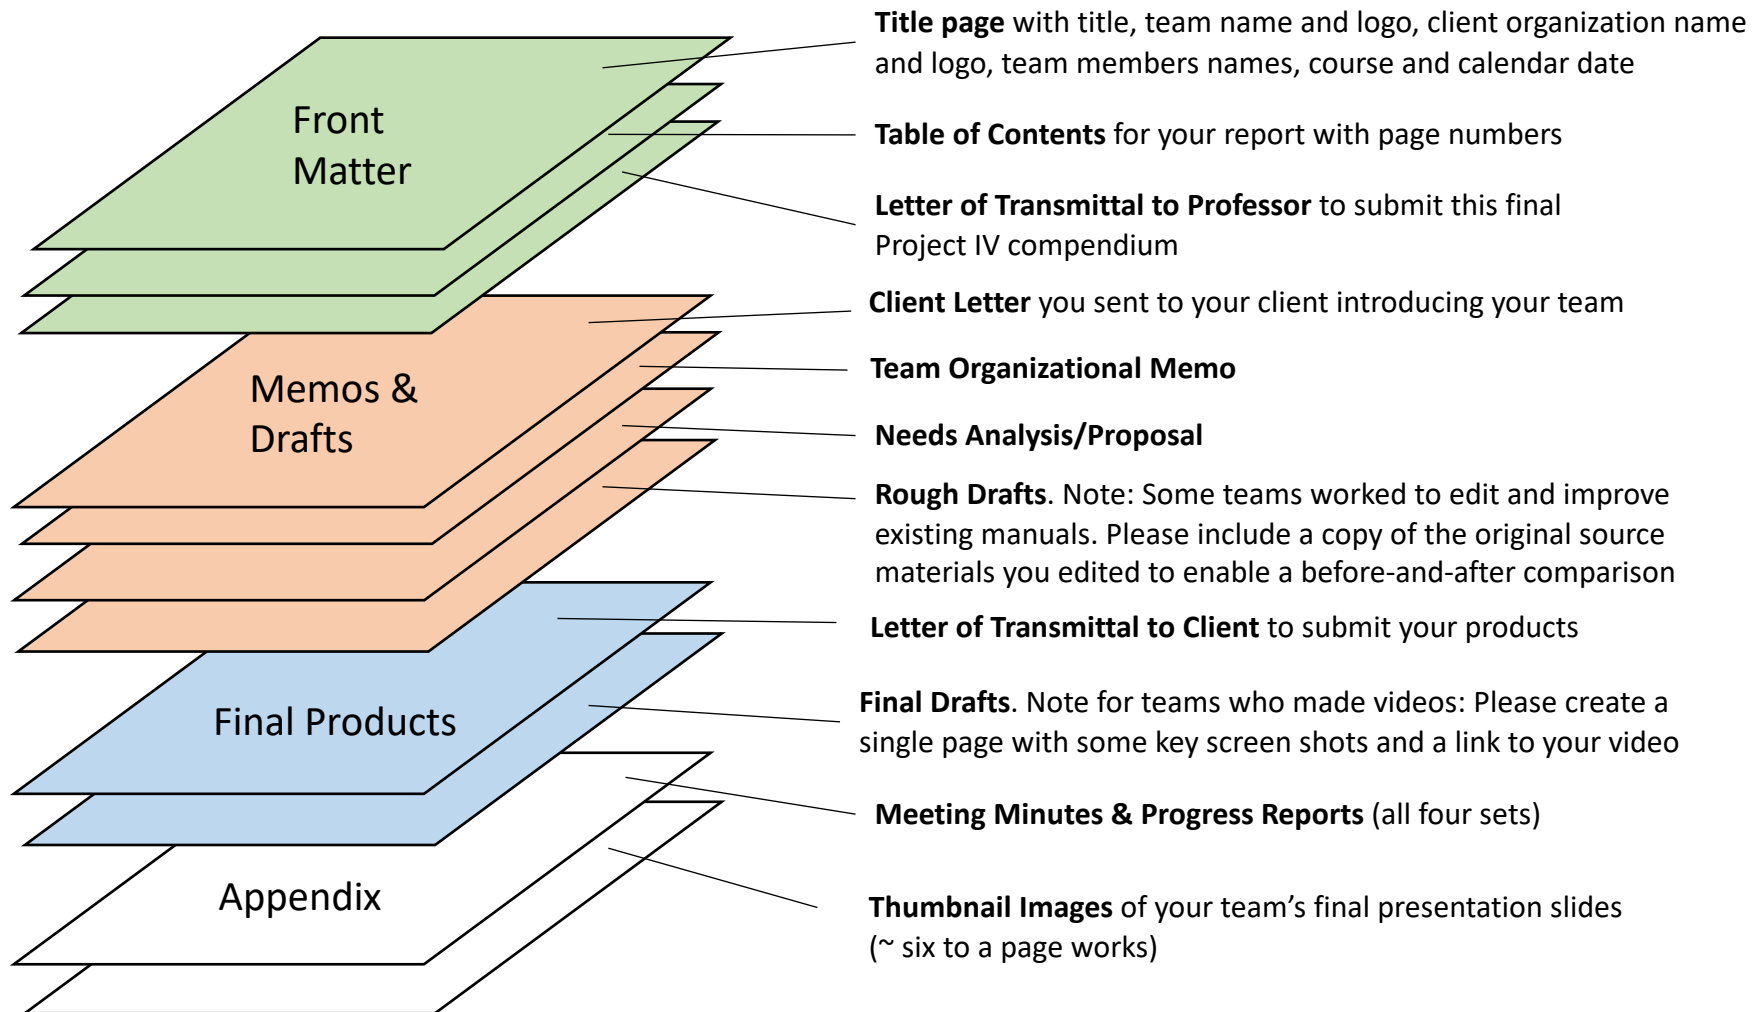 Title page with title, team name and logo, client organization name
and logo, team members names, course and calendar date
Front
Matter
Table of Contents for your report with page numbers
Letter of Transmittal to Professor to submit this final
Project IV compendium
Client Letter you sent to your client introducing your team
Memos &
Drafts
Team Organizational Memo
Needs Analysis/Proposal
Rough Drafts. Note: Some teams worked to edit and improve
existing manuals. Please include a copy of the original source
materials you edited to enable a before-and-after comparison
Letter of Transmittal to Client to submit your products
Final Products
Final Drafts. Note for teams who made videos: Please create a
single page with some key screen shots and a link to your video
Meeting Minutes & Progress Reports (all four sets)
Appendix
Thumbnail Images of your team’s final presentation slides
(~ six to a page works)